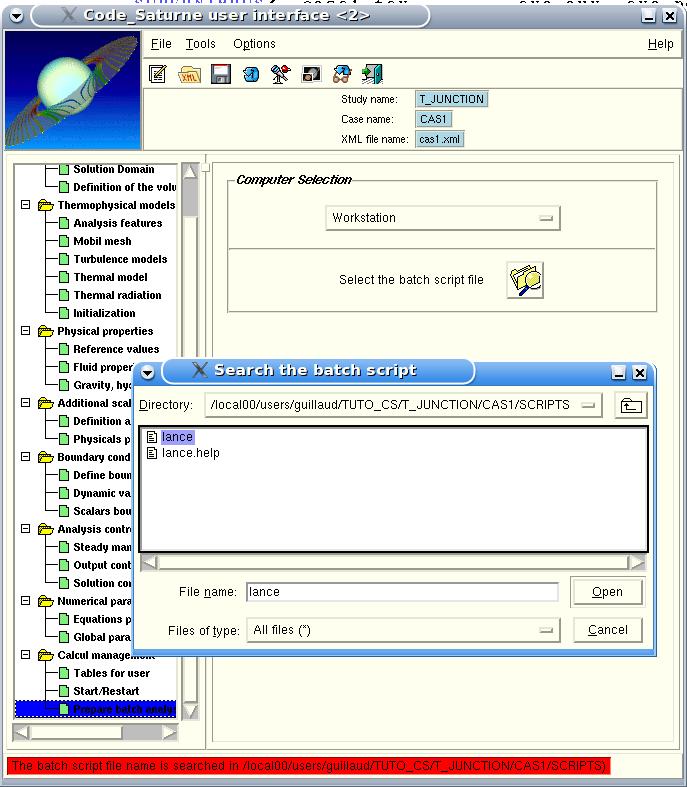 Code_Saturne user interface <2>
File Tools Options Help
Study name: T_JUNCTION
Case name: CAS1
XML file name: cas1.xml
XML
Solution Domain
Definition of the volu
Thermophysical models
Analysis features
Mobil mesh
Turbulence models
Thermal model
Thermal radiation
Initialization
Physical properties
Reference values
Fluid proper
Gravity, hyd
Additional scal
Definition a
Physicals p
Boundary cond
Define boun
Dynamic va
Scalars bou
Analysis contr
Steady man
Output cont
Solution con
Numerical para
Equations p
Global para
Calcul management
Tables for user
Start/Restart
Prepare batch analy
Computer Selection
Workstation
Select the batch script file
Search the batch script
Directory: /local00/users/guillaud/TUTO_CS/T_JUNCTION/CAS1/SCRIPTS
lance
lance.help
File name: lance
Open
Files of type: All files (*)
Cancel
The batch script file name is searched in /local00/users/guillaud/TUTO_CS/T_JUNCTION/CAS1/SCRIPTS)